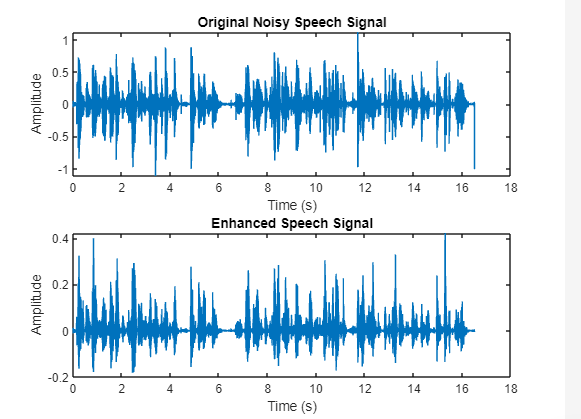 Original Noisy Speech Signal
1
0.5
0
-0.5
-1
Amplitude
0 2 4 6 8 10 12 14 16 18
Time (s)
Enhanced Speech Signal
0.4
0.2
0
-0.2
Amplitude
0 2 4 6 8 10 12 14 16 18
Time (s)